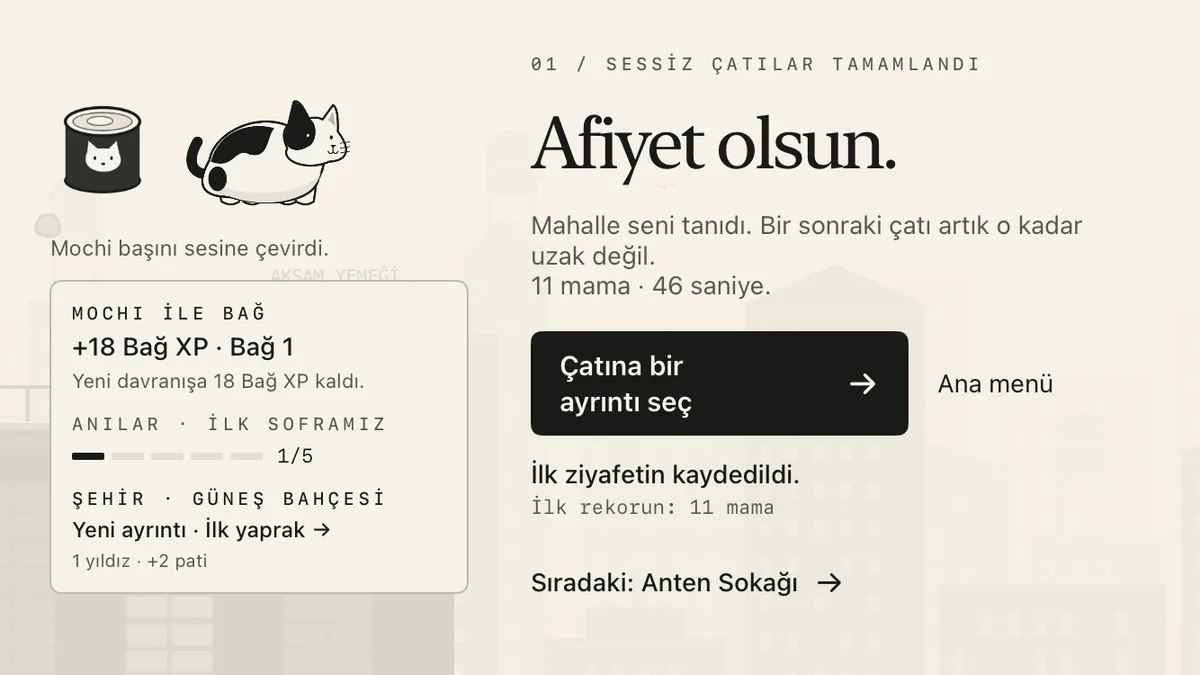 01 / SESSİZ ÇATILAR TAMAMLANDI
Afiyet olsun.
Mahalle seni tanıdı. Bir sonraki çatı artık o kadar
uzak değil.
11 mama · 46 saniye.
Çatına bir
ayrıntı seç →
Ana menü
İlk ziyafetin kaydedildi.
İlk rekorun: 11 mama
Sıradaki: Anten Sokağı →
Mochi başını sesine çevirdi.
AKŞAM YEMEĞİ
MOCHI İLE BAĞ
+18 Bağ XP · Bağ 1
Yeni davranışa 18 Bağ XP kaldı.
ANILAR · İLK SOFRAMIZ
1/5
ŞEHİR · GÜNEŞ BAHÇESİ
Yeni ayrıntı · İlk yaprak →
1 yıldız · +2 pati